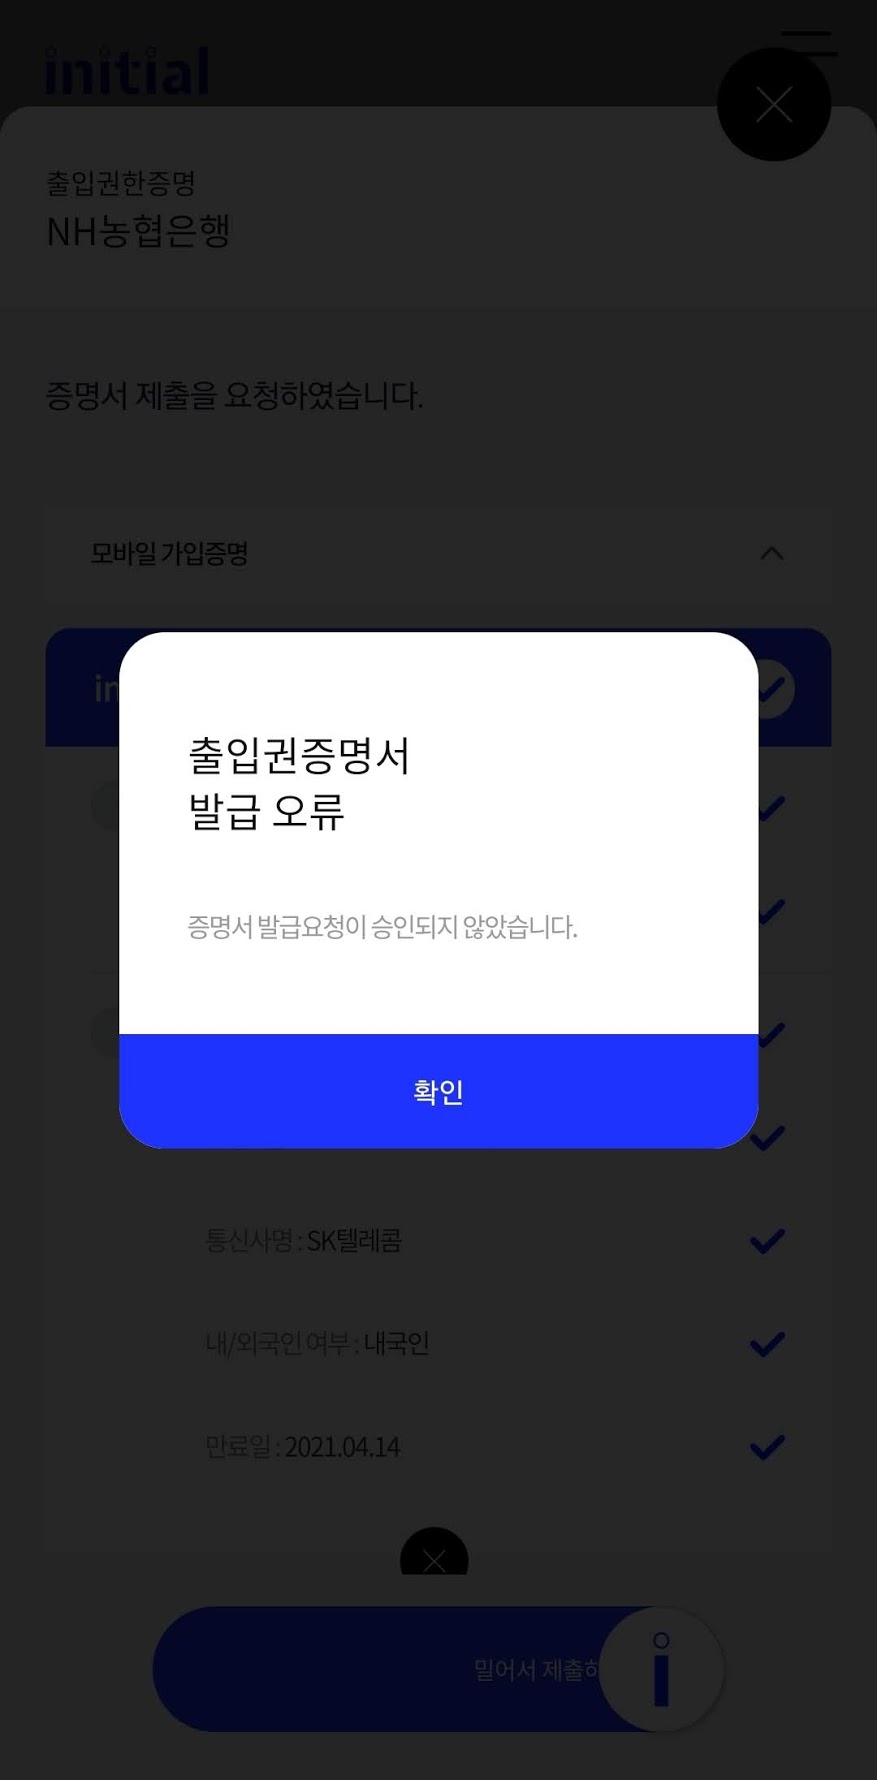 initial
출입권한증명
NH농협은행
증명서 제출을 요청하였습니다.
모바일 가입증명
in
출입권증명서
발급 오류
증명서 발급요청이 승인되지 않았습니다.
확인
통신사명 : SK텔레콤
내/외국인 여부 : 내국인
만료일 : 2021.04.14
밀어서 제출하